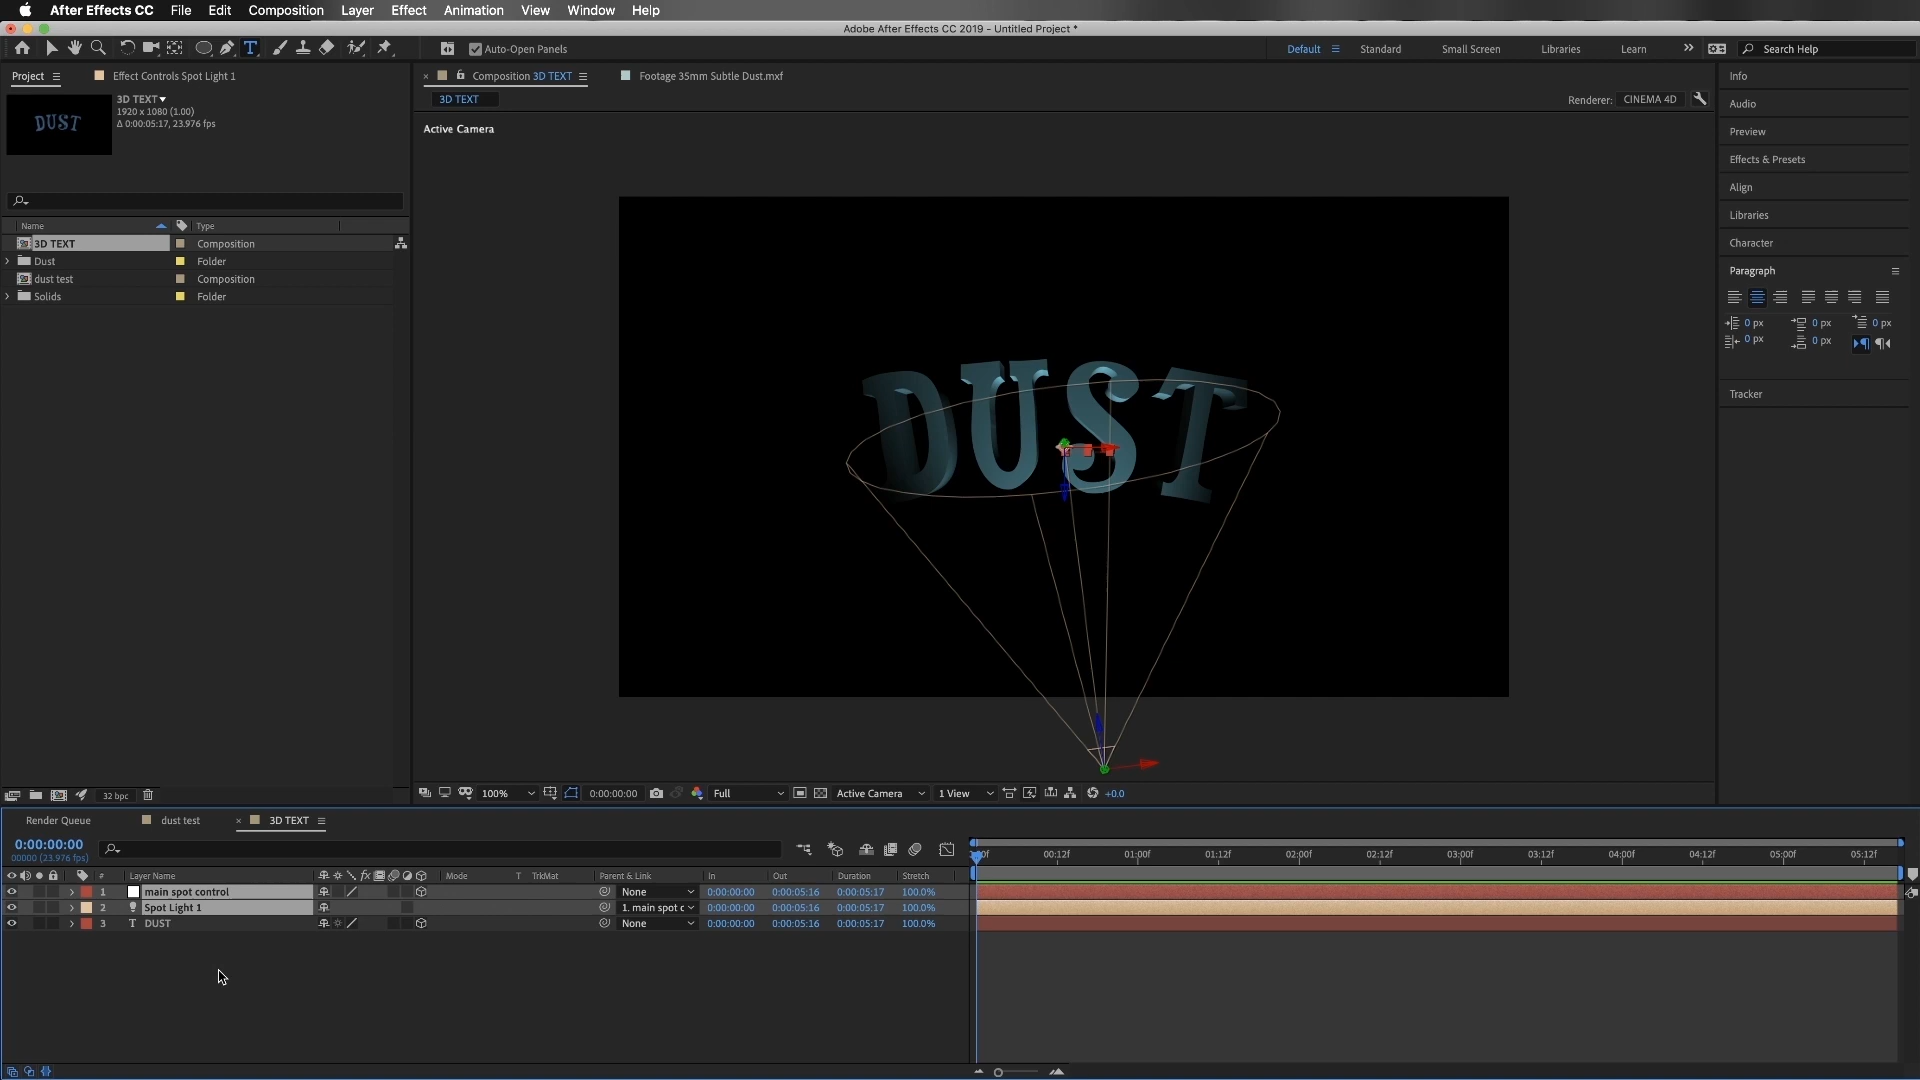 After Effects CC File Edit Composition Layer Effect Animation View Window Help
Adobe After Effects CC 2019 - Untitled Project *
Auto-Open Panels
Default Standard Small Screen Libraries Learn Search Help
Project Effect Controls Spot Light 1
3D TEXT
1920 x 1080 (1.00)
Δ 0:00:05:17, 23.976 fps
DUST
Name Type
3D TEXT Composition
Dust Folder
dust test Composition
Solids Folder
32 bpc
Composition 3D TEXT Footage 35mm Subtle Dust.mxf
3D TEXT
Renderer: CINEMA 4D
Active Camera
DUST
100% 0:00:00:00 Full Active Camera 1 View +0.0
Info
Audio
Preview
Effects & Presets
Align
Libraries
Character
Paragraph
0 px 0 px 0 px
0 px 0 px
Tracker
Render Queue dust test 3D TEXT
0:00:00:00
00000 (23.976 fps)
00:12f 01:00f 01:12f 02:00f 02:12f 03:00f 03:12f 04:00f 04:12f 05:00f 05:12f
# Layer Name Mode T TrkMat Parent & Link In Out Duration Stretch
1 main spot control None 0:00:00:00 0:00:05:16 0:00:05:17 100.0%
2 Spot Light 1 1. main spot c 0:00:00:00 0:00:05:16 0:00:05:17 100.0%
3 T DUST None 0:00:00:00 0:00:05:16 0:00:05:17 100.0%